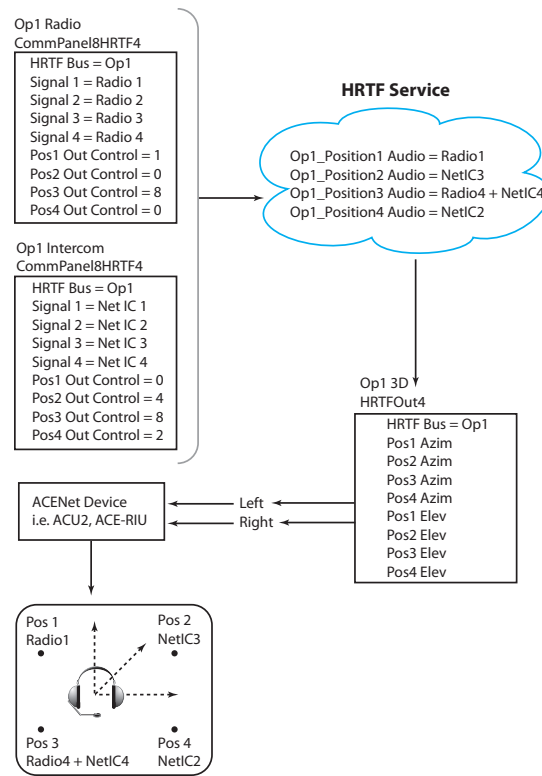 Op1 Radio
CommPanel8HRTF4
HRTF Bus = Op1
Signal 1 = Radio 1
Signal 2 = Radio 2
Signal 3 = Radio 3
Signal 4 = Radio 4
Pos1 Out Control = 1
Pos2 Out Control = 0
Pos3 Out Control = 8
Pos4 Out Control = 0
Op1 Intercom
CommPanel8HRTF4
HRTF Bus = Op1
Signal 1 = Net IC 1
Signal 2 = Net IC 2
Signal 3 = Net IC 3
Signal 4 = Net IC 4
Pos1 Out Control = 0
Pos2 Out Control = 4
Pos3 Out Control = 8
Pos4 Out Control = 2
HRTF Service
Op1_Position1 Audio = Radio1
Op1_Position2 Audio = NetIC3
Op1_Position3 Audio = Radio4 + NetIC4
Op1_Position4 Audio = NetIC2
Op1 3D
HRTFOut4
HRTF Bus = Op1
Pos1 Azim
Pos2 Azim
Pos3 Azim
Pos4 Azim
Pos1 Elev
Pos2 Elev
Pos3 Elev
Pos4 Elev
Left
Right
ACENet Device
i.e. ACU2, ACE-RIU
Pos 1
Radio1
Pos 2
NetIC3
Pos 3
Radio4 + NetIC4
Pos 4
NetIC2